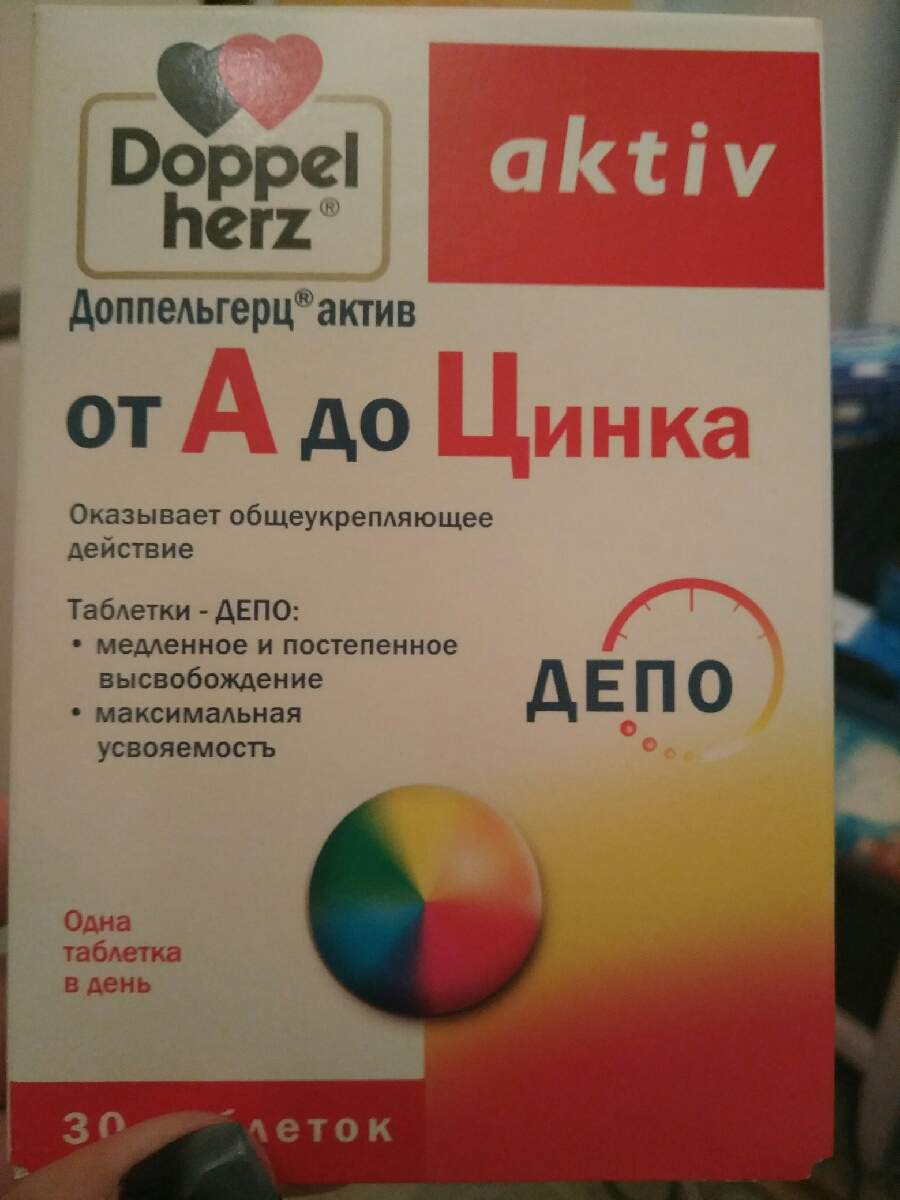 Doppel
herz®
aktiv
Доппельгерц® актив
от А до Цинка
Оказывает общеукрепляющее
действие
Таблетки - ДЕПО:
• медленное и постепенное
высвобождение
• максимальная
усвояемость
ДЕПО
Одна
таблетка
в день
30